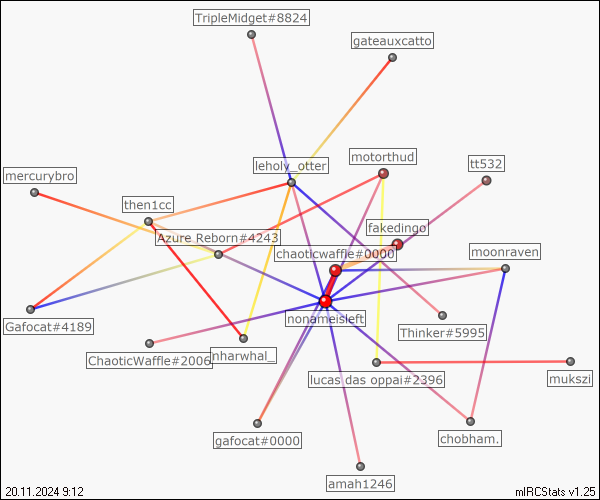 TripleMidget#8824
gateauxcatto
motorthud
tt532
leholy_otter
mercurybro
then1cc
fakedingo
Azure Reborn#4243
chaoticwaffle#0000
moonraven
nonameisleft
Gafocat#4189
Thinker#5995
ChaoticWaffle#2006
nharwhal_
lucas das oppai#2396
mukszi
gafocat#0000
chobham.
amah1246
20.11.2024 9:12
mIRCStats v1.25